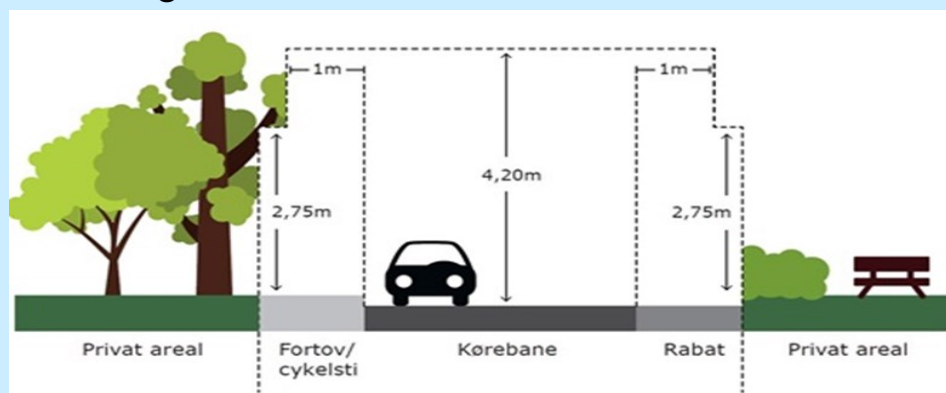 1m
1m
4,20m
2,75m
2,75m
Privat areal
Fortov/
cykelsti
Kørebane
Rabat
Privat areal